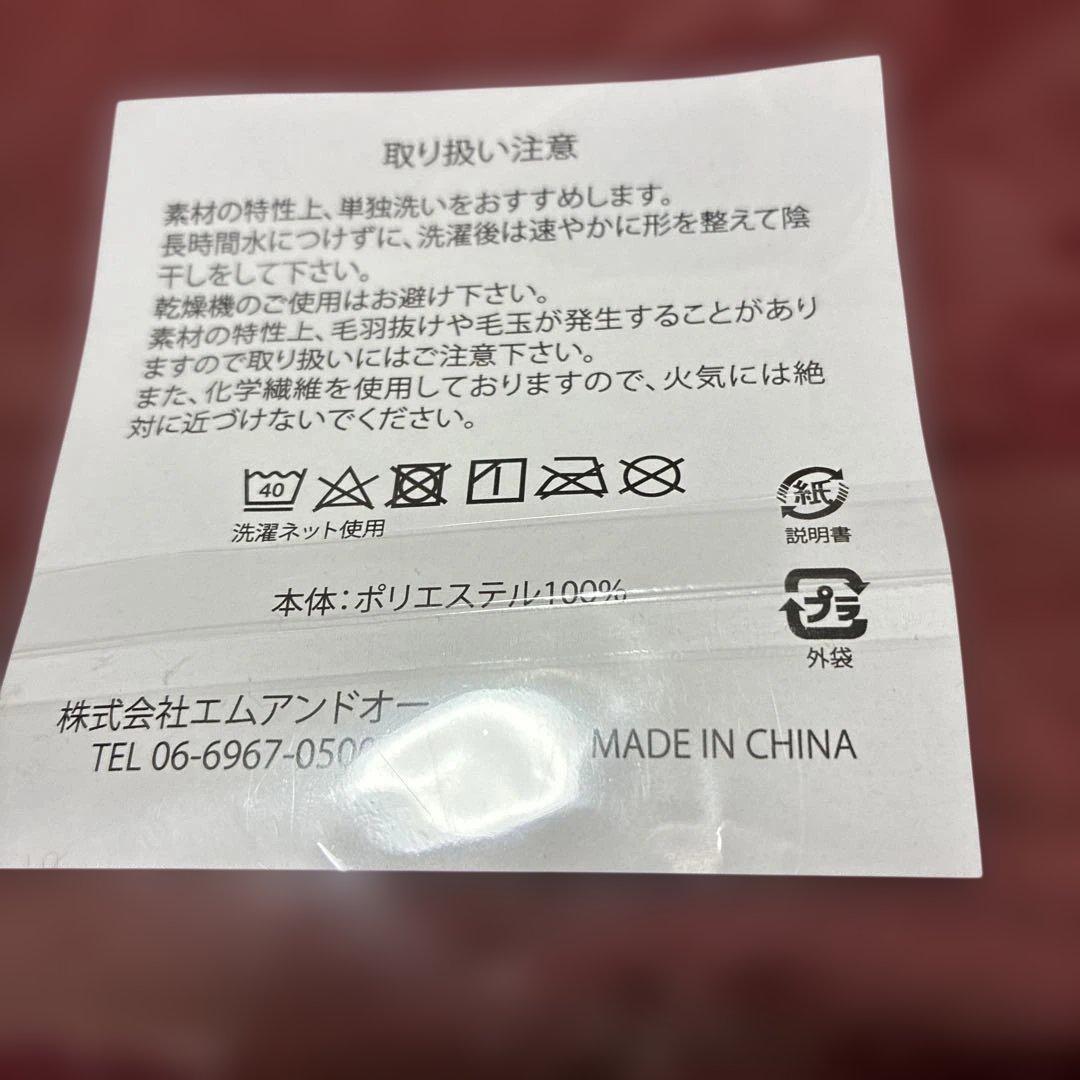 取り扱い注意
素材の特性上、単独洗いをおすすめします。
長時間水につけずに、洗濯後は速やかに形を整えて陰
干しをして下さい。
乾燥機のご使用はお避け下さい。
素材の特性上、毛羽抜けや毛玉が発生することがあり
ますので取り扱いにはご注意下さい。
また、化学繊維を使用しておりますので、火気には絶
対に近づけないでください。
40
洗濯ネット使用
紙
説明書
本体：ポリエステル100%
プラ
外袋
株式会社エムアンドオー
TEL 06-6967-050
MADE IN CHINA